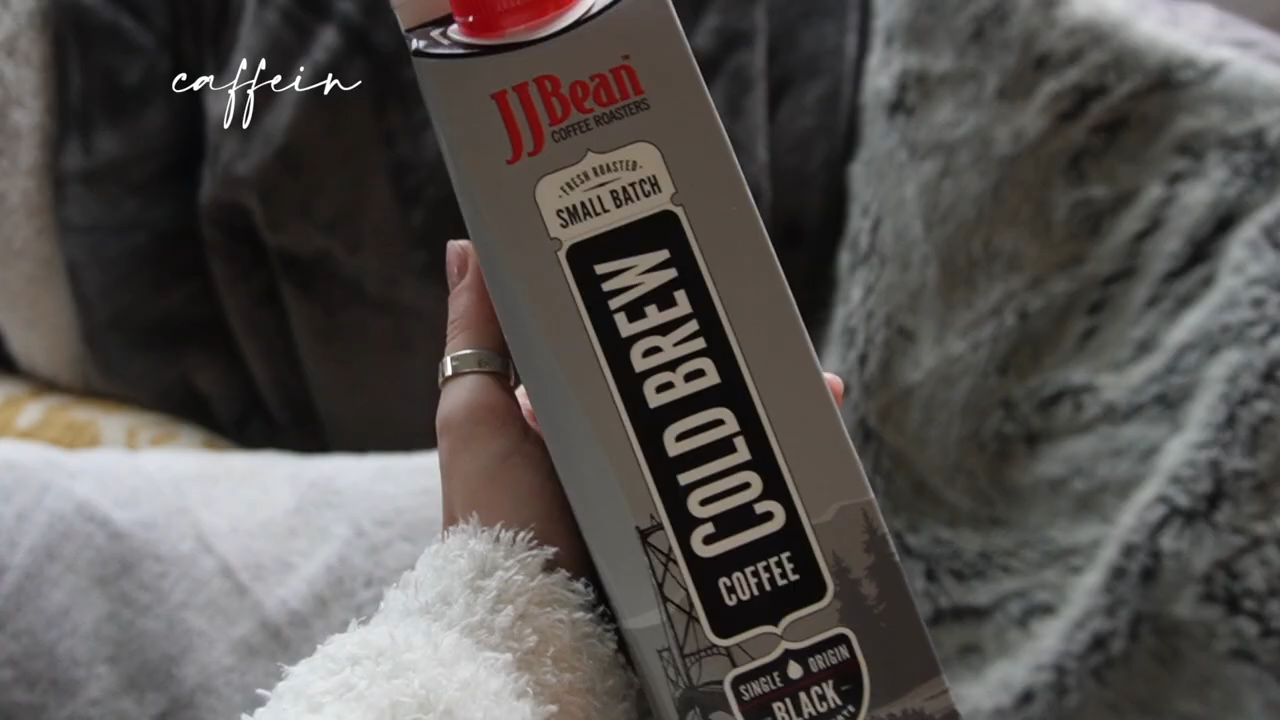 caffein
JJBean
COFFEE ROASTERS
FRESH ROASTED
SMALL BATCH
COLD BREW
COFFEE
SINGLE ORIGIN
BLACK